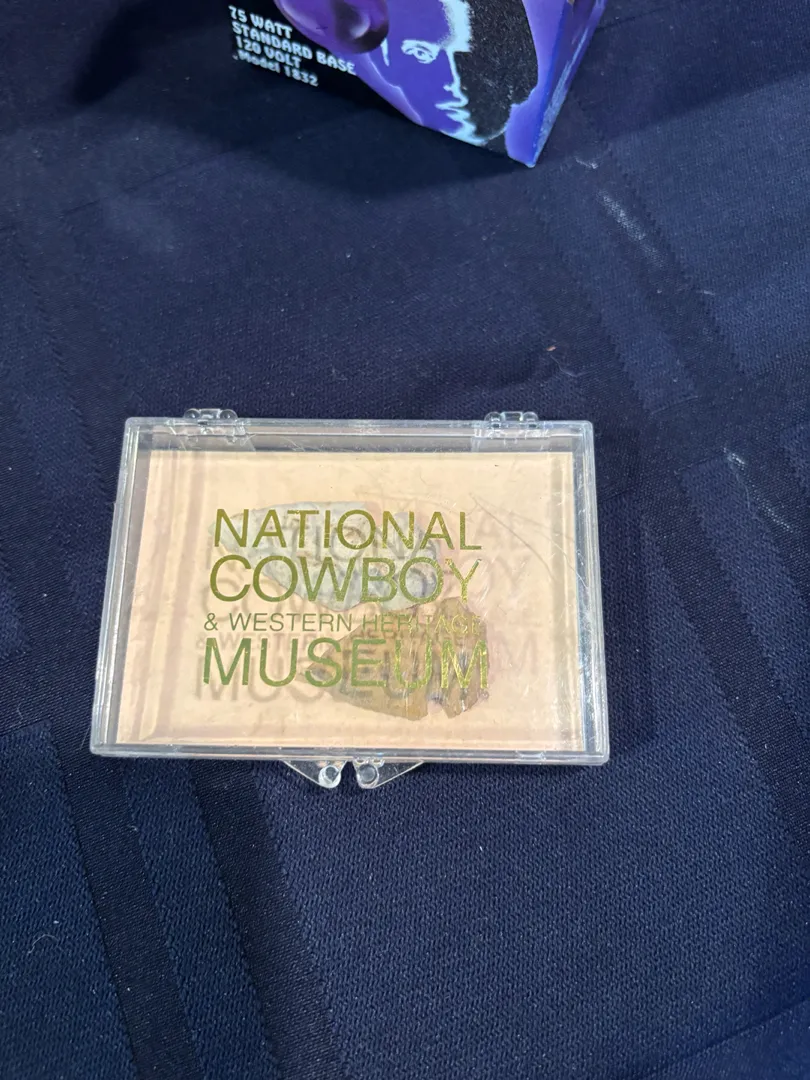 75 WATT
STANDARD BASE
120 VOLT
Model 1832
NATIONAL
COWBOY
& WESTERN HERITAGE
MUSEUM